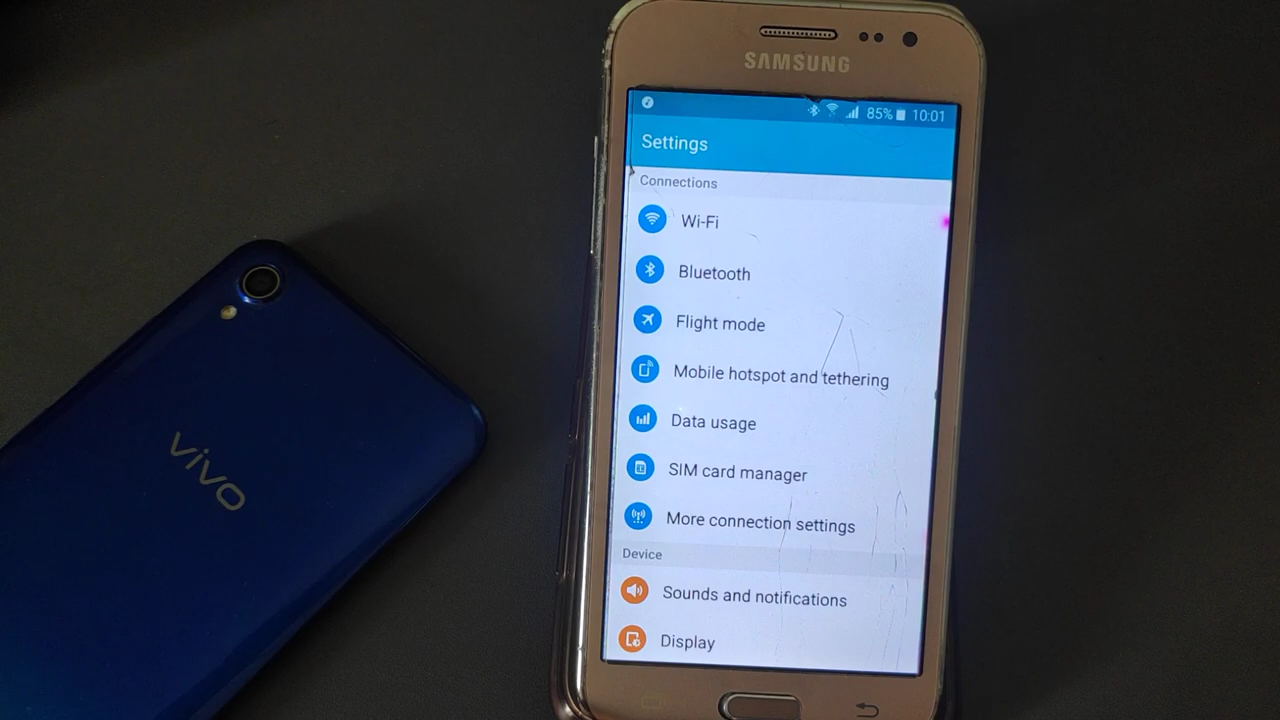 SAMSUNG
85% 10:01
Settings
Connections
Wi-Fi
Bluetooth
Flight mode
Mobile hotspot and tethering
Data usage
SIM card manager
More connection settings
Device
Sounds and notifications
Display
vivo